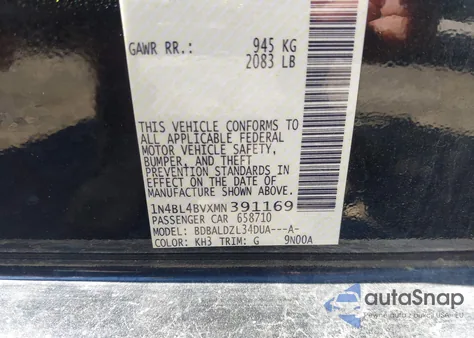 GAWR RR.: 945 KG
2083 LB
THIS VEHICLE CONFORMS TO
ALL APPLICABLE FEDERAL
MOTOR VEHICLE SAFETY,
BUMPER, AND THEFT
PREVENTION STANDARDS IN
EFFECT ON THE DATE OF
MANUFACTURE SHOWN ABOVE.
1N4BL4BVXMN391169
PASSENGER CAR 658710
MODEL: BDBALDZL34DUA---A-
COLOR: KH3 TRIM: G 9N00A
autoSnap